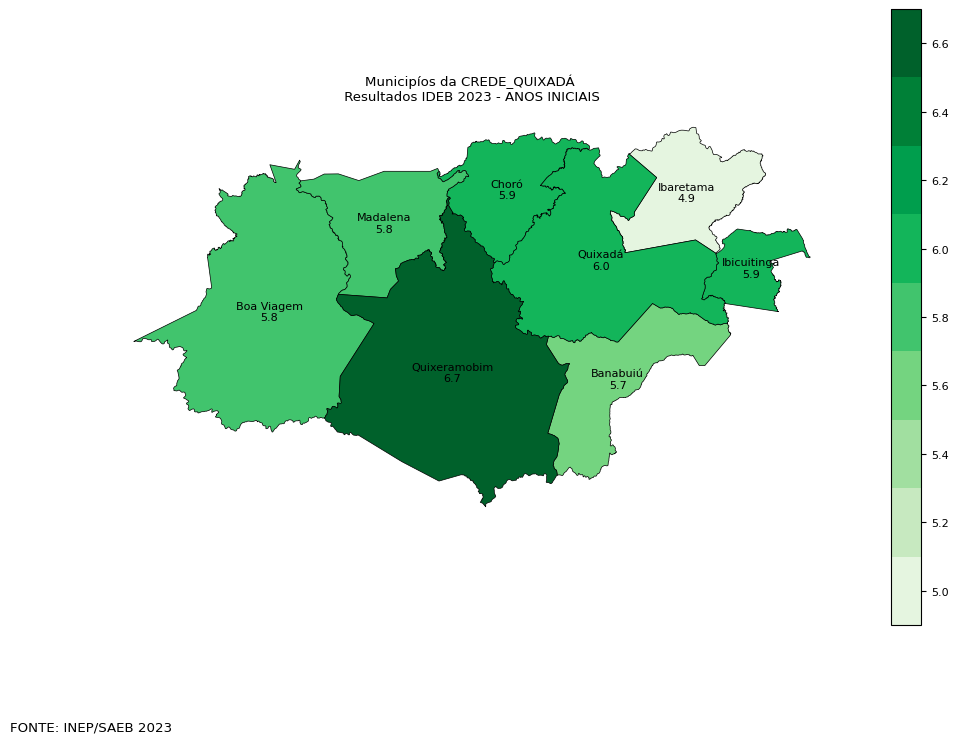 Municipíos da CREDE_QUIXADÁ
Resultados IDEB 2023 - ANOS INICIAIS
Choró
5.9
Ibaretama
4.9
Madalena
5.8
Quixadá
6.0
Ibicuitinga
5.9
Boa Viagem
5.8
Quixeramobim
6.7
Banabuiú
5.7
6.6
6.4
6.2
6.0
5.8
5.6
5.4
5.2
5.0
FONTE: INEP/SAEB 2023